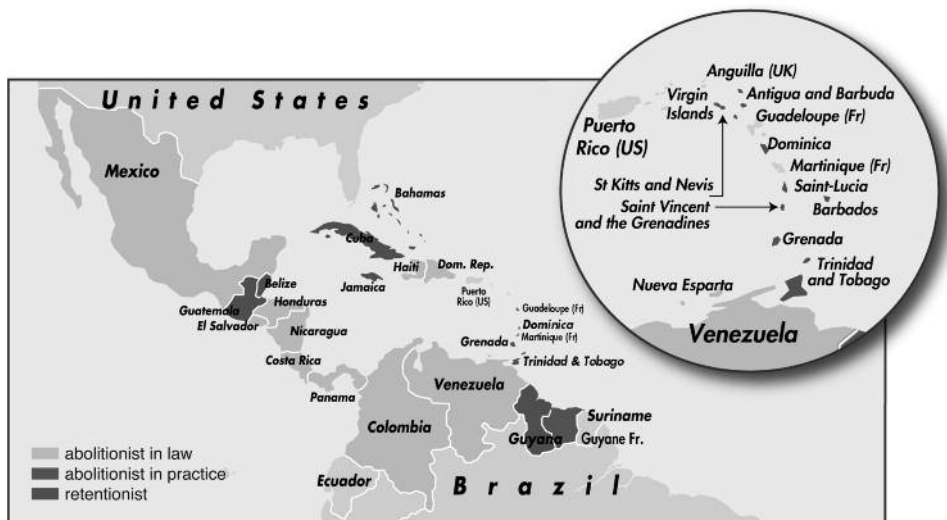 United States
Mexico
Bahamas
Cuba
Haiti
Dom. Rep.
Jamaica
Puerto
Rico (US)
Belize
Guatemala
Honduras
El Salvador
Nicaragua
Costa Rica
Panama
Guadeloupe (Fr)
Dominica
Martinique (Fr)
Grenada
Trinidad & Tobago
Venezuela
Colombia
Guyana
Suriname
Guyane Fr.
Ecuador
Brazil
abolitionist in law
abolitionist in practice
retentionist
Anguilla (UK)
Virgin
Islands
Antigua and Barbuda
Guadeloupe (Fr)
Puerto
Rico (US)
Dominica
Martinique (Fr)
St Kitts and Nevis
Saint-Lucia
Saint Vincent
and the Grenadines
Barbados
Grenada
Trinidad
and Tobago
Nueva Esparta
Venezuela